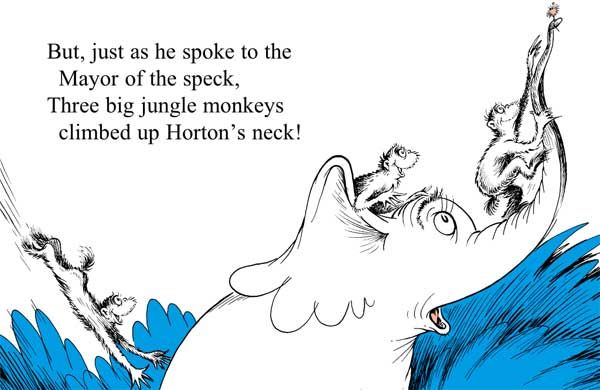 But, just as he spoke to the
Mayor of the speck,
Three big jungle monkeys
climbed up Horton’s neck!